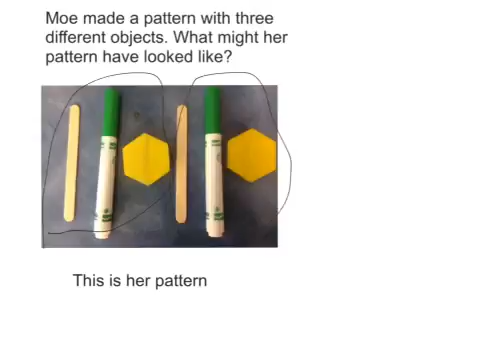 Moe made a pattern with three
different objects. What might her
pattern have looked like?
This is her pattern